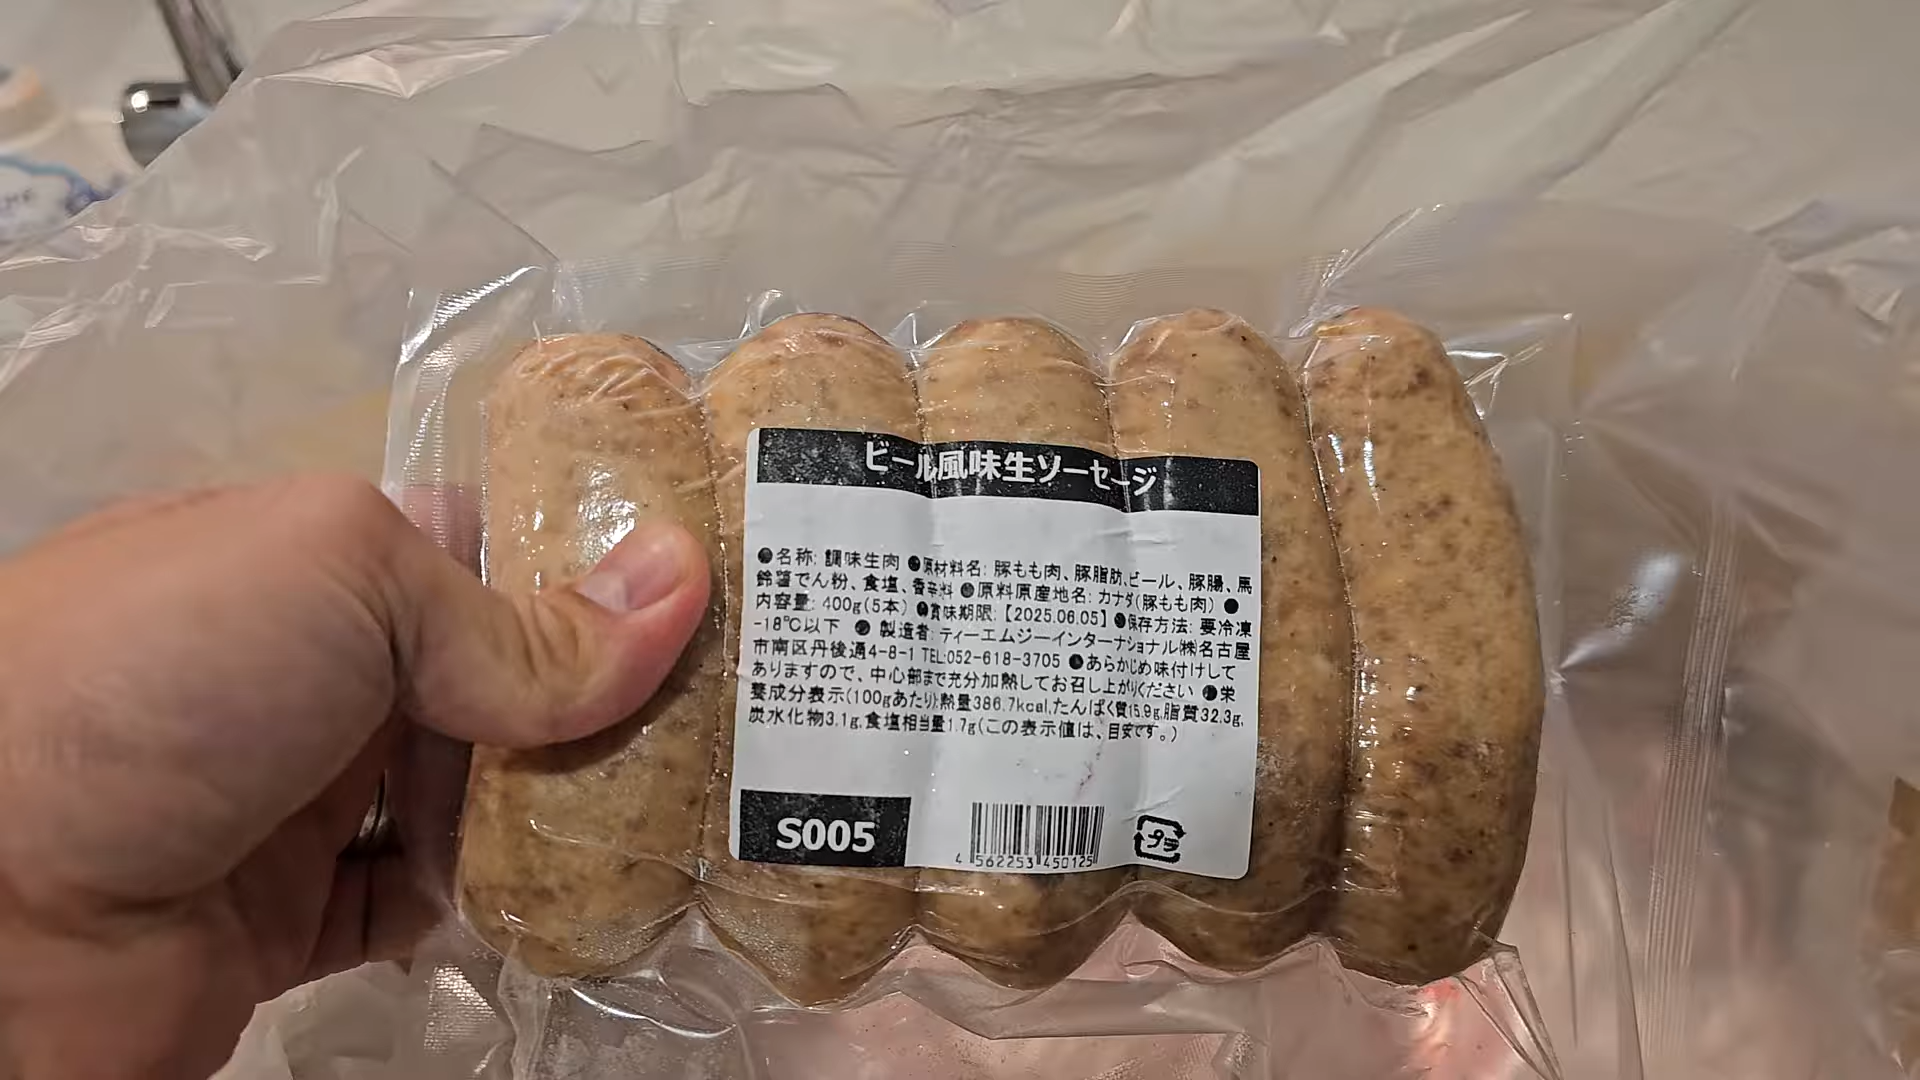 ビール風味生ソーセージ
●名称: 調味生肉 ●原材料名: 豚もも肉、豚脂肪、ビール、豚腸、馬
鈴薯でん粉、食塩、香辛料 ●原料原産地名: カナダ(豚もも肉) ●
内容量: 400g(5本) ●賞味期限:【2025.06.05】●保存方法: 要冷凍
-18℃以下 ● 製造者: ティーエムジーインターナショナル㈱名古屋
市南区丹後通4-8-1 TEL:052-618-3705 ●あらかじめ味付けして
ありますので、中心部まで充分加熱してお召し上がりください ●栄
養成分表示(100gあたり):熱量386.7kcal,たんぱく質15.9g,脂質32.3g,
炭水化物3.1g,食塩相当量1.7g(この表示値は、目安です。)
S005
4 562253 450125
プラ